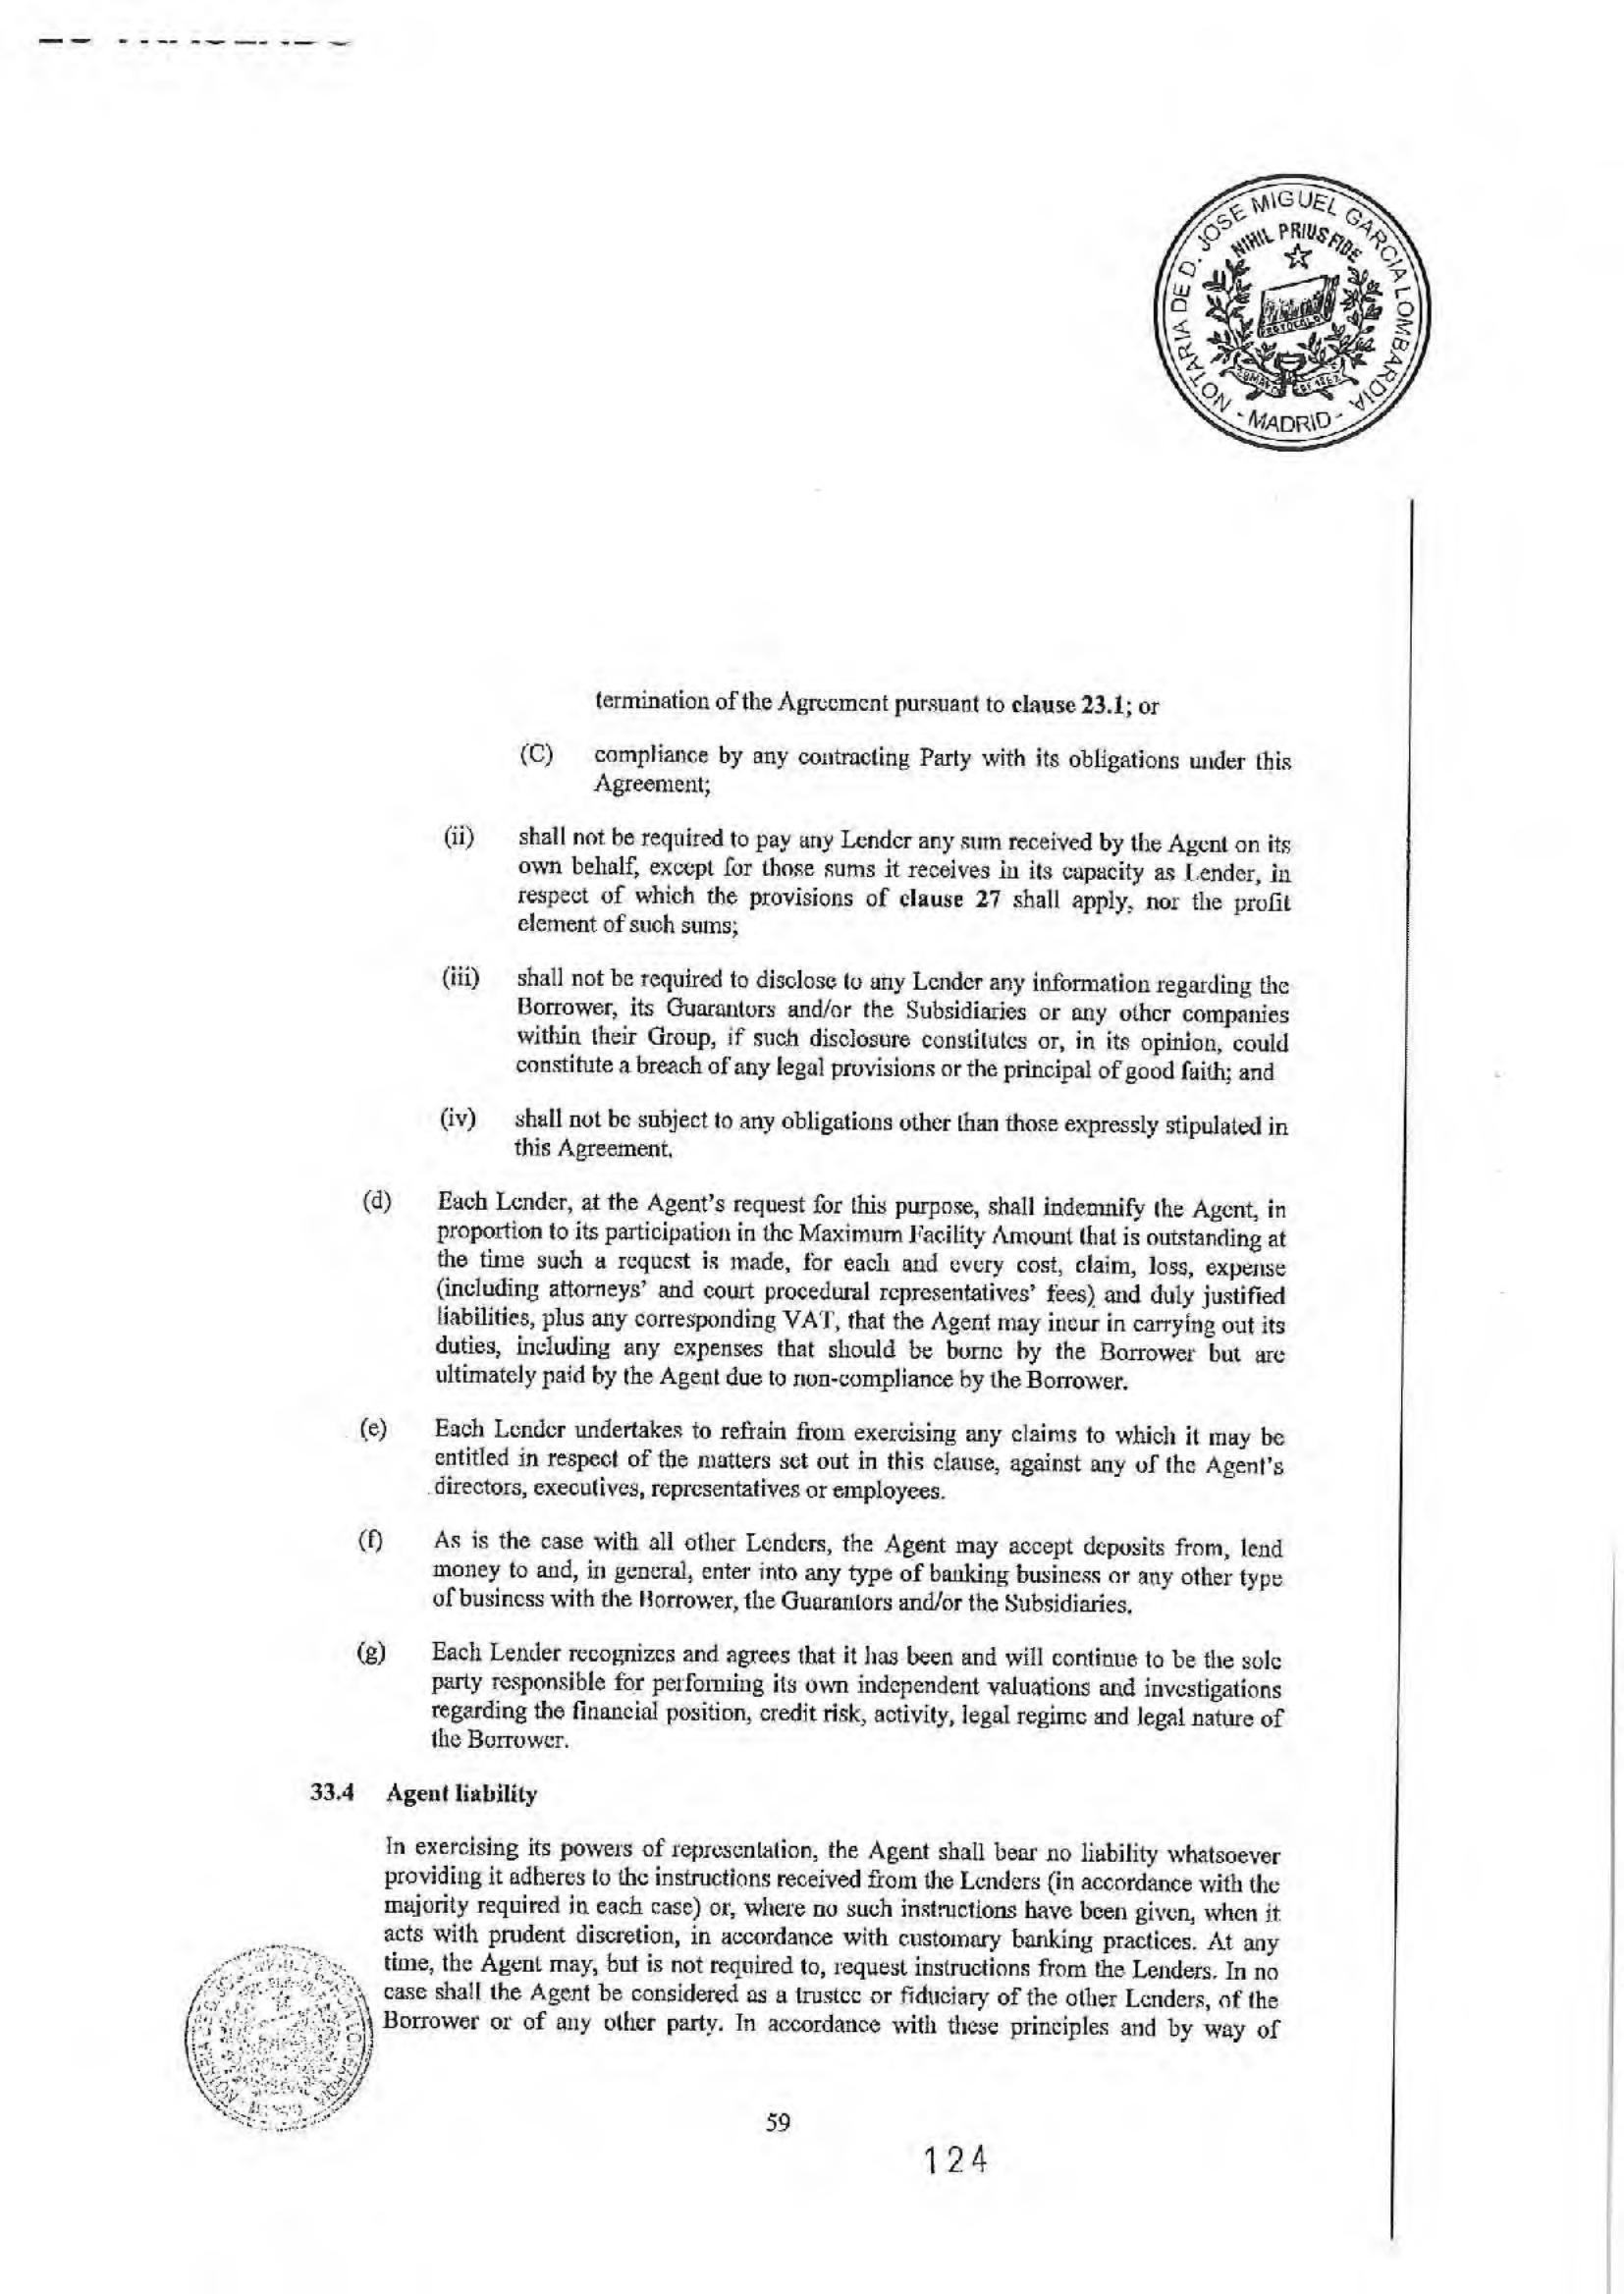 NOTARIA DE D. JOSE MIGUEL GARCIA LOMBARDIA
NIHIL PRIUS FIDE
- MADRID -
termination of the Agreement pursuant to clause 23.1; or
(C) compliance by any contracting Party with its obligations under this
Agreement;
(ii) shall not be required to pay any Lender any sum received by the Agent on its
own behalf, except for those sums it receives in its capacity as Lender, in
respect of which the provisions of clause 27 shall apply, nor the profit
element of such sums;
(iii) shall not be required to disclose to any Lender any information regarding the
Borrower, its Guarantors and/or the Subsidiaries or any other companies
within their Group, if such disclosure constitutes or, in its opinion, could
constitute a breach of any legal provisions or the principal of good faith; and
(iv) shall not be subject to any obligations other than those expressly stipulated in
this Agreement.
(d) Each Lender, at the Agent's request for this purpose, shall indemnify the Agent, in
proportion to its participation in the Maximum Facility Amount that is outstanding at
the time such a request is made, for each and every cost, claim, loss, expense
(including attorneys' and court procedural representatives' fees) and duly justified
liabilities, plus any corresponding VAT, that the Agent may incur in carrying out its
duties, including any expenses that should be borne by the Borrower but are
ultimately paid by the Agent due to non-compliance by the Borrower.
(e) Each Lender undertakes to refrain from exercising any claims to which it may be
entitled in respect of the matters set out in this clause, against any of the Agent's
directors, executives, representatives or employees.
(f) As is the case with all other Lenders, the Agent may accept deposits from, lend
money to and, in general, enter into any type of banking business or any other type
of business with the Borrower, the Guarantors and/or the Subsidiaries.
(g) Each Lender recognizes and agrees that it has been and will continue to be the sole
party responsible for performing its own independent valuations and investigations
regarding the financial position, credit risk, activity, legal regime and legal nature of
the Borrower.
33.4 Agent liability
In exercising its powers of representation, the Agent shall bear no liability whatsoever
providing it adheres to the instructions received from the Lenders (in accordance with the
majority required in each case) or, where no such instructions have been given, when it
acts with prudent discretion, in accordance with customary banking practices. At any
time, the Agent may, but is not required to, request instructions from the Lenders. In no
case shall the Agent be considered as a trustee or fiduciary of the other Lenders, of the
Borrower or of any other party. In accordance with these principles and by way of
59
124